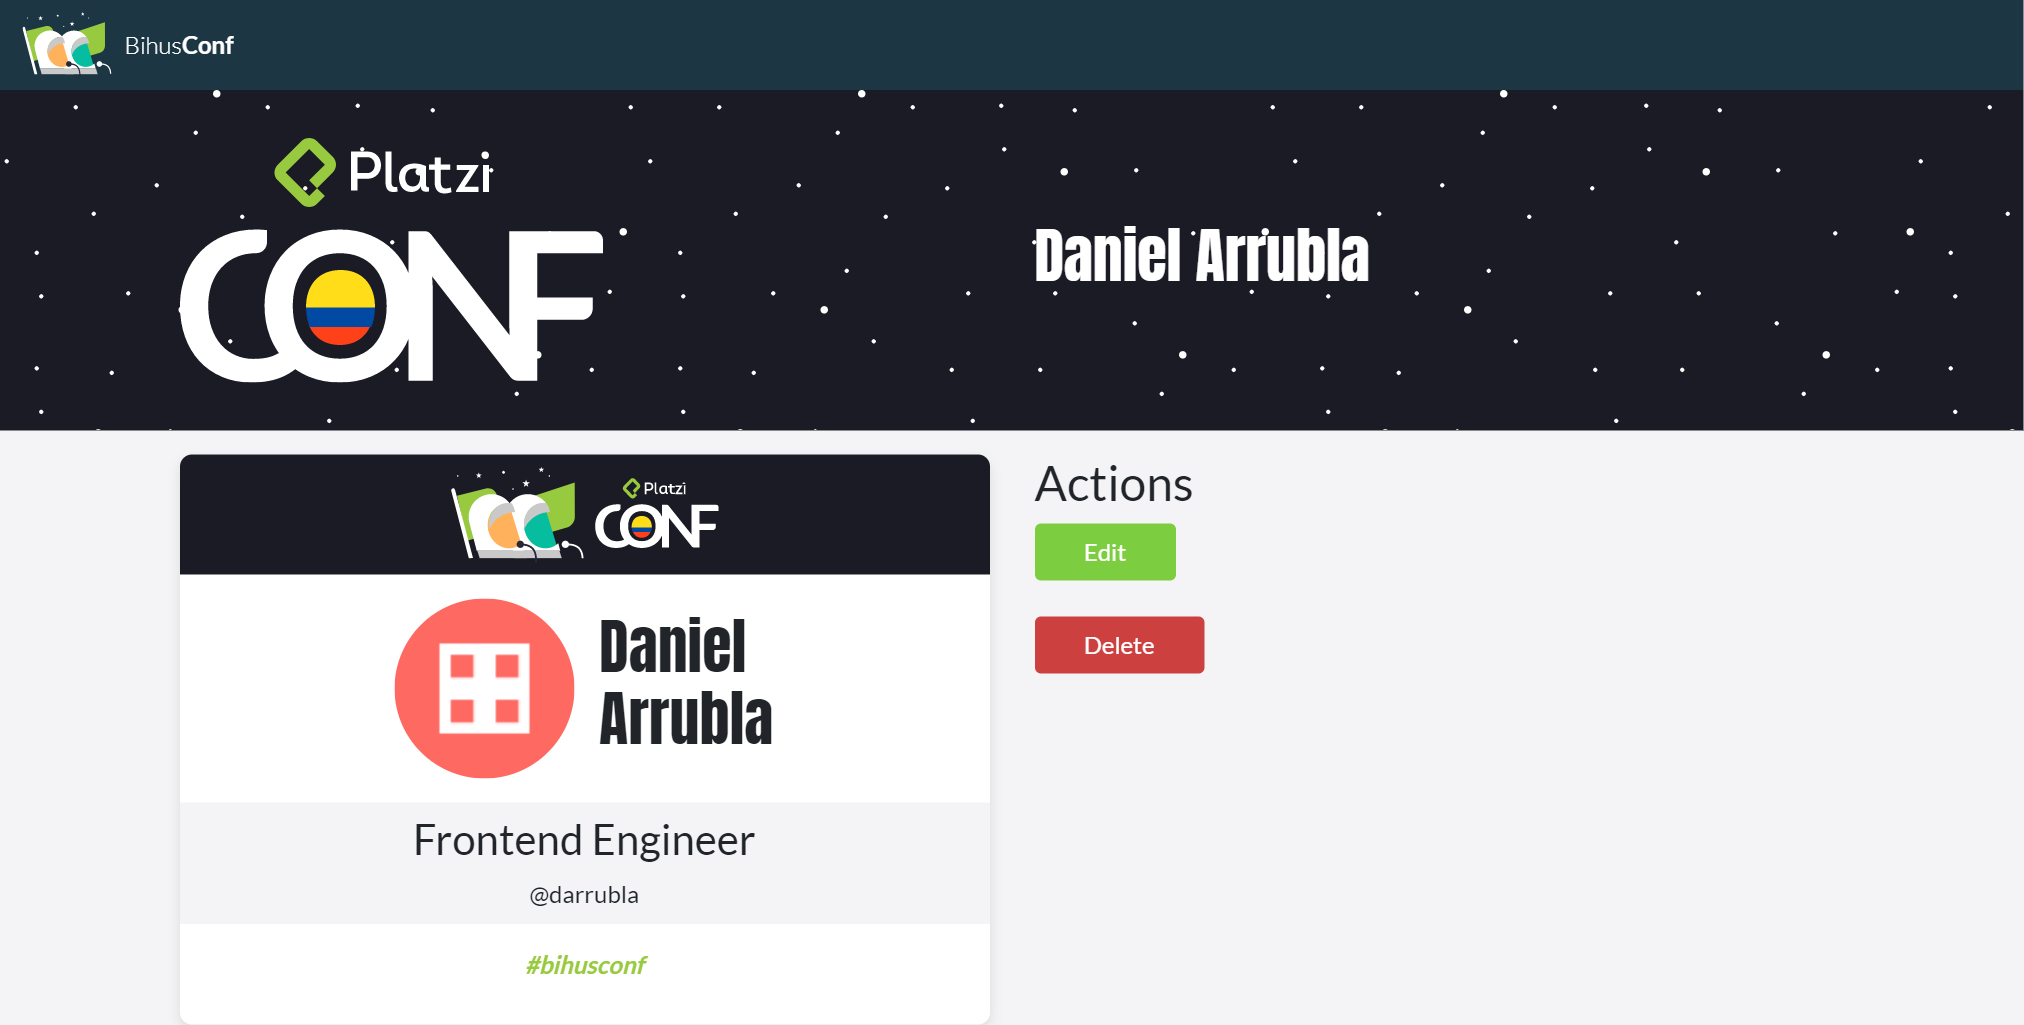 BihusConf
Platzi
CONF
Daniel Arrubla
Platzi
CONF
Daniel
Arrubla
Frontend Engineer
@darrubla
#bihusconf
Actions
Edit
Delete